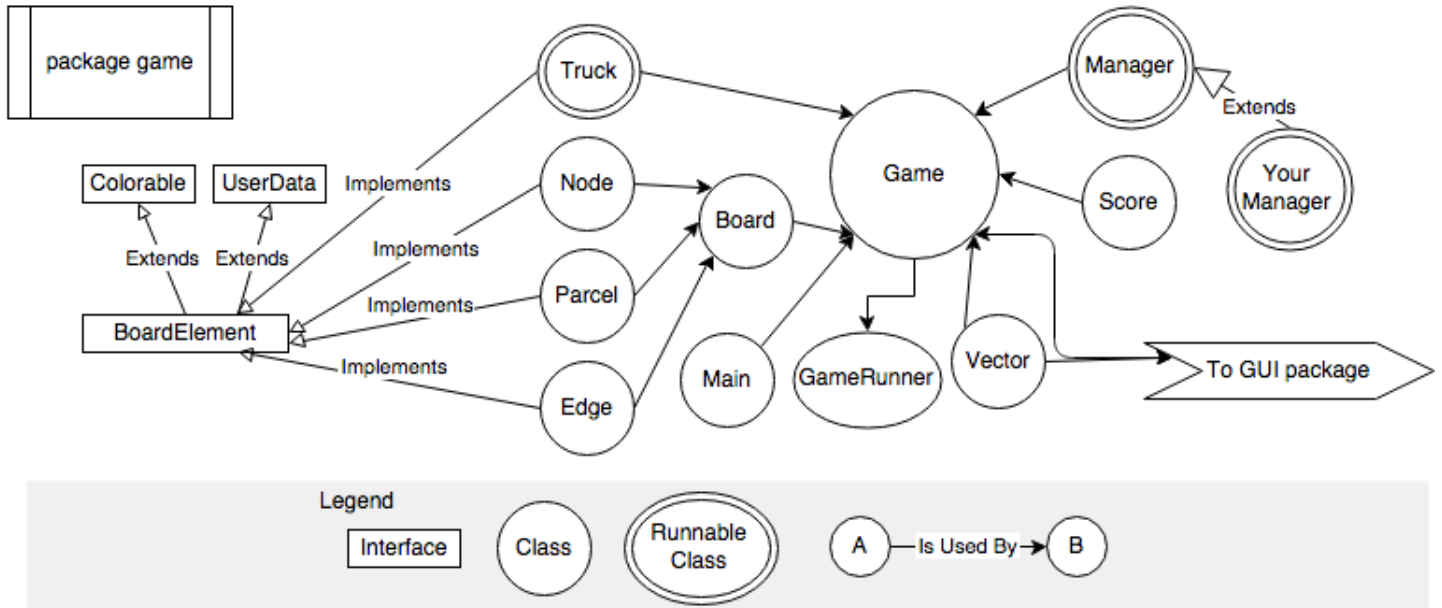 package game
Truck
Manager
Extends
Game
Colorable
UserData
Implements
Node
Your
Manager
Score
Board
Implements
Extends
Extends
Parcel
Implements
BoardElement
Implements
Main
GameRunner
Vector
To GUI package
Edge
Legend
Interface
Class
Runnable
Class
A
Is Used By
B